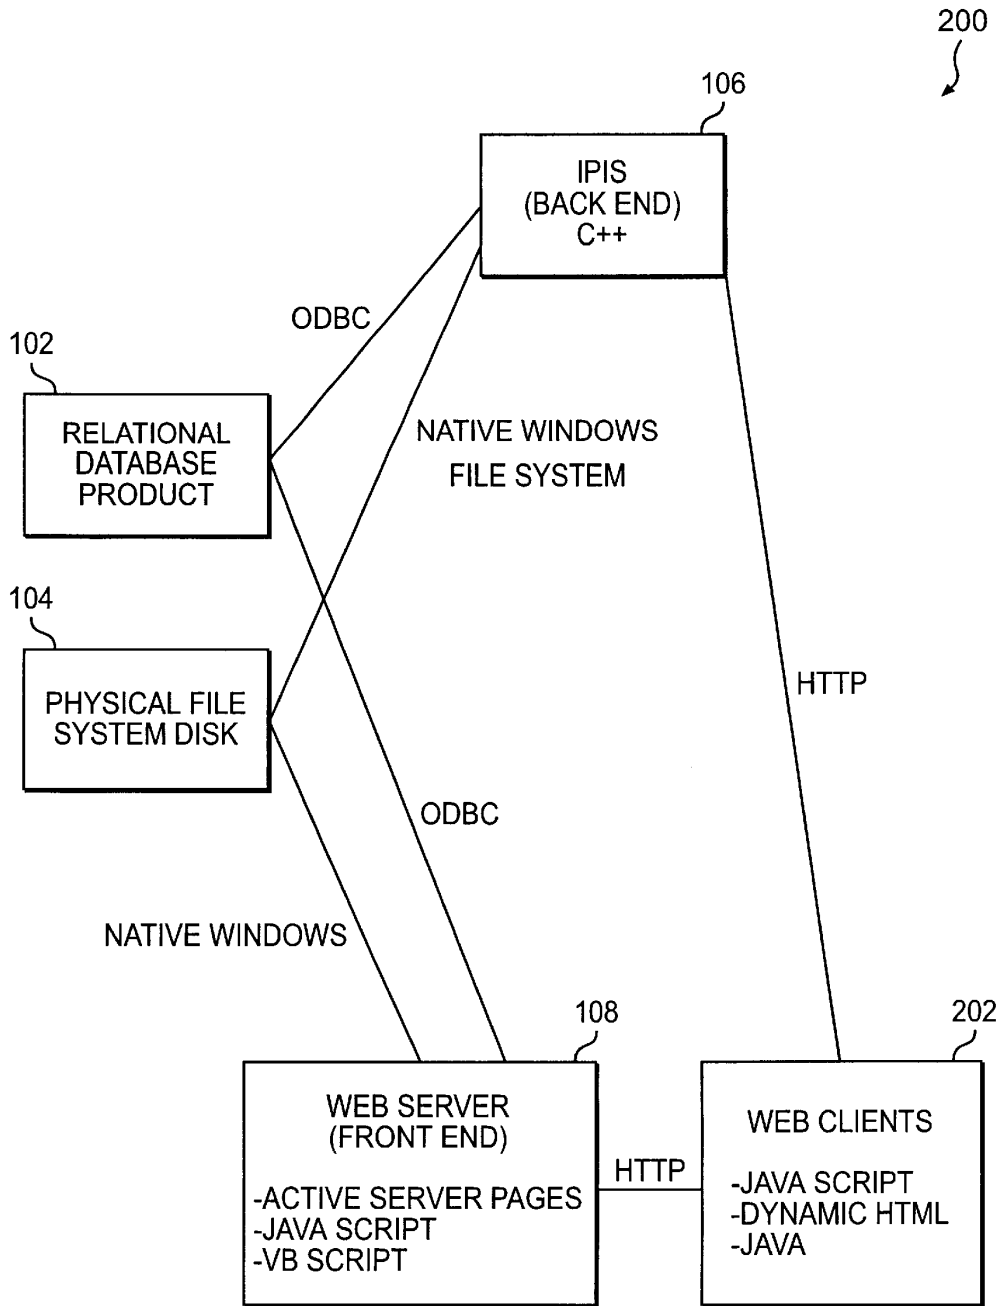 200
106
IPIS
(BACK END)
C++
ODBC
102
RELATIONAL
DATABASE
PRODUCT
NATIVE WINDOWS
FILE SYSTEM
104
PHYSICAL FILE
SYSTEM DISK
HTTP
ODBC
NATIVE WINDOWS
108
WEB SERVER
(FRONT END)
-ACTIVE SERVER PAGES
-JAVA SCRIPT
-VB SCRIPT
HTTP
202
WEB CLIENTS
-JAVA SCRIPT
-DYNAMIC HTML
-JAVA